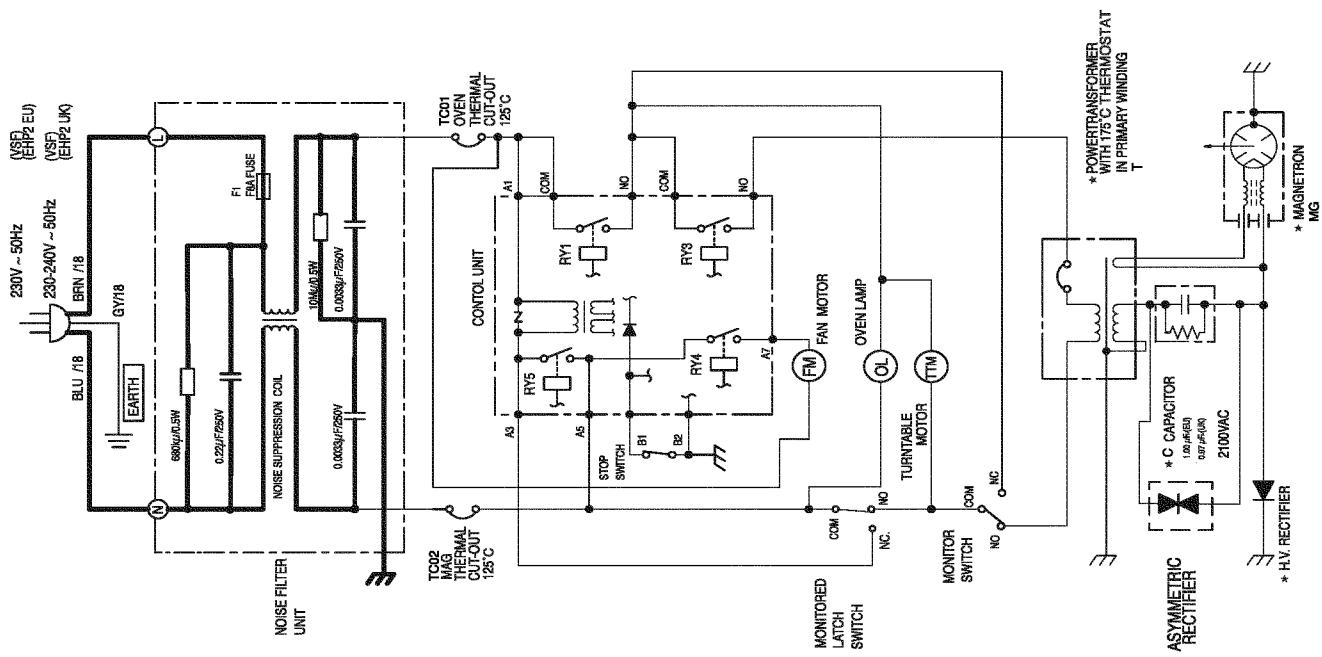 230V ~ 50Hz
(VSF)
(EHP2 EU)
230-240V ~ 50Hz
(VSF)
(EHP2 UK)
BRN /18
GY/18
BLU /18
EARTH
N
L
F1
F8A FUSE
680kμ/0.5W
0.22μF/250V
NOISE SUPPRESSION COIL
10Mμ/0.5W
0.0033μF/250V
0.0033μF/250V
NOISE FILTER
UNIT
TC01
OVEN
THERMAL
CUT-OUT
125°C
TC02
MAG
THERMAL
CUT-OUT
125°C
CONTOL UNIT
A1
COM
NO
COM
NO
RY1
RY3
N
RY5
RY4
A7
A3
A5
STOP
SWITCH
B1
B2
FAN MOTOR
FM
OVEN LAMP
OL
TURNTABLE
MOTOR
TTM
COM
NO
NC.
MONITORED
LATCH
SWITCH
MONITOR
SWITCH
COM
NC
NO
* POWERTRANSFORMER
WITH 175°C THERMOSTAT
IN PRIMARY WINDING
T
* MAGNETRON
MG
* C CAPACITOR
1.00 μF/(EU)
0.97 μF/(UK)
2100VAC
ASYMMETRIC
RECTIFIER
* H.V. RECTIFIER